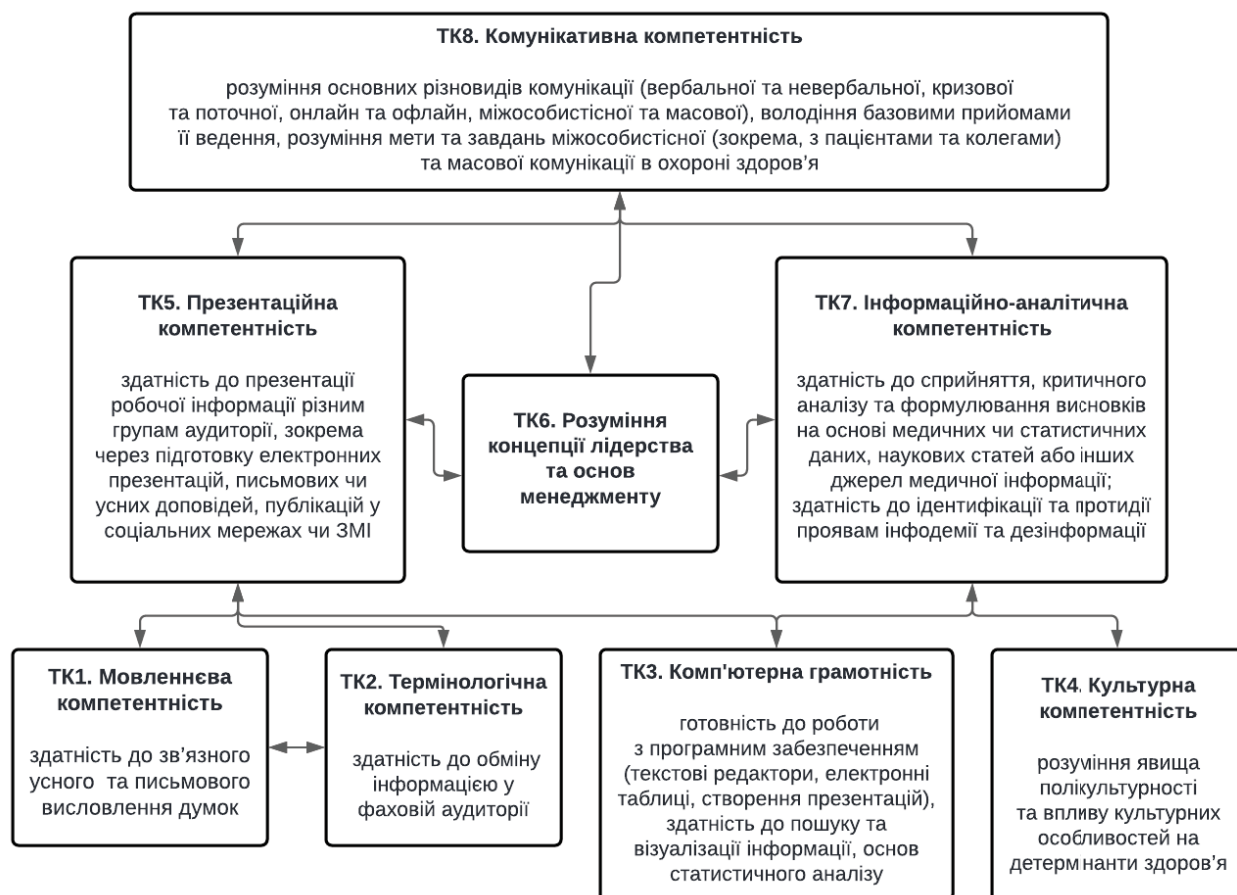 ТК8. Комунікативна компетентність
розуміння основних різновидів комунікації (вербальної та невербальної, кризової
та поточної, онлайн та офлайн, міжособистісної та масової), володіння базовими прийомами
її ведення, розуміння мети та завдань міжособистісної (зокрема, з пацієнтами та колегами)
та масової комунікації в охороні здоров’я
ТК5. Презентаційна
компетентність
здатність до презентації
робочої інформації різним
групам аудиторії, зокрема
через підготовку електронних
презентацій, письмових чи
усних доповідей, публікацій у
соціальних мережах чи ЗМІ
ТК6. Розуміння
концепції лідерства
та основ
менеджменту
ТК7. Інформаційно-аналітична
компетентність
здатність до сприйняття, критичного
аналізу та формулювання висновків
на основі медичних чи статистичних
даних, наукових статей або інших
джерел медичної інформації;
здатність до ідентифікації та протидії
проявам інфодемії та дезінформації
ТК1. Мовленнєва
компетентність
здатність до зв’язного
усного та письмового
висловлення думок
ТК2. Термінологічна
компетентність
здатність до обміну
інформацією у
фаховій аудиторії
ТК3. Комп'ютерна грамотність
готовність до роботи
з програмним забезпеченням
(текстові редактори, електронні
таблиці, створення презентацій),
здатність до пошуку та
візуалізації інформації, основ
статистичного аналізу
ТК4. Культурна
компетентність
розуміння явища
полікультурності
та впливу культурних
особливостей на
детермінанти здоров’я